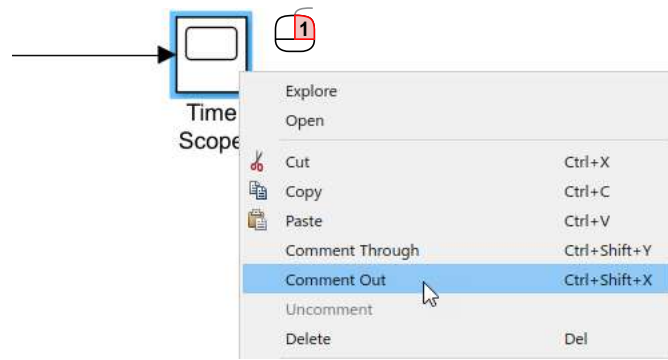 1
Time
Scope
Explore
Open
Cut Ctrl+X
Copy Ctrl+C
Paste Ctrl+V
Comment Through Ctrl+Shift+Y
Comment Out Ctrl+Shift+X
Uncomment
Delete Del